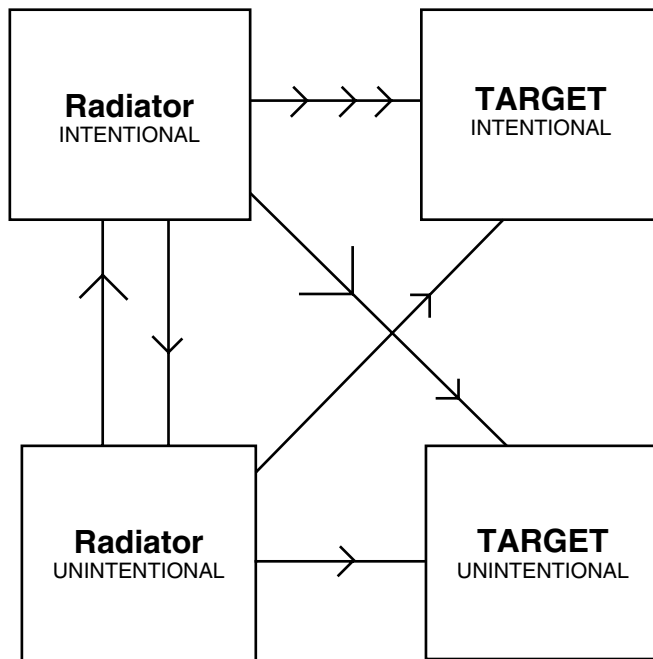 Radiator
INTENTIONAL
TARGET
INTENTIONAL
Radiator
UNINTENTIONAL
TARGET
UNINTENTIONAL